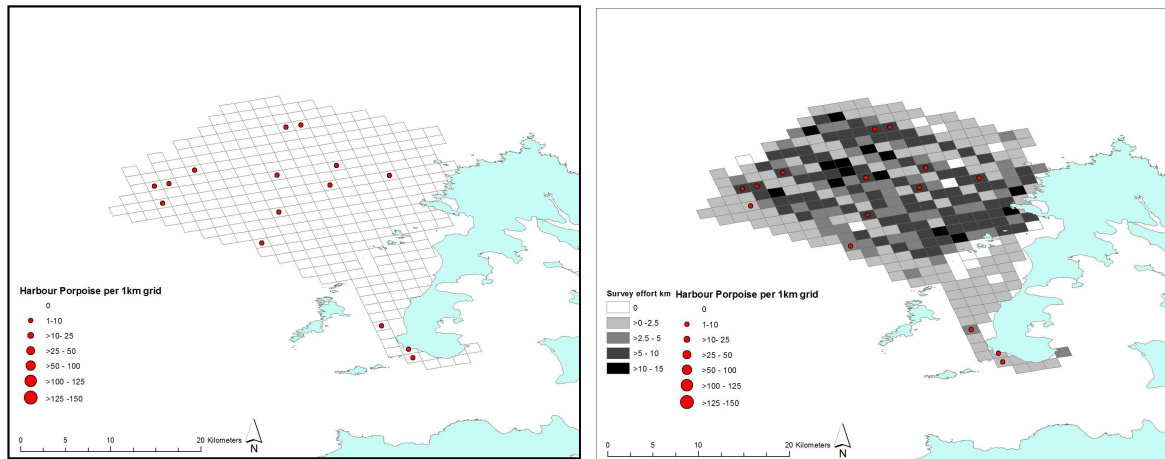 Harbour Porpoise per 1km grid
0
1-10
>10- 25
>25 - 50
>50 - 100
>100 - 125
>125 -150
0 5 10 20 Kilometers
N
Survey effort km Harbour Porpoise per 1km grid
0 0
>0 -2.5 1-10
>2.5 - 5 >10- 25
>5 - 10 >25 - 50
>10 - 15 >50 - 100
>100 - 125
>125 -150
0 5 10 20 Kilometers
N